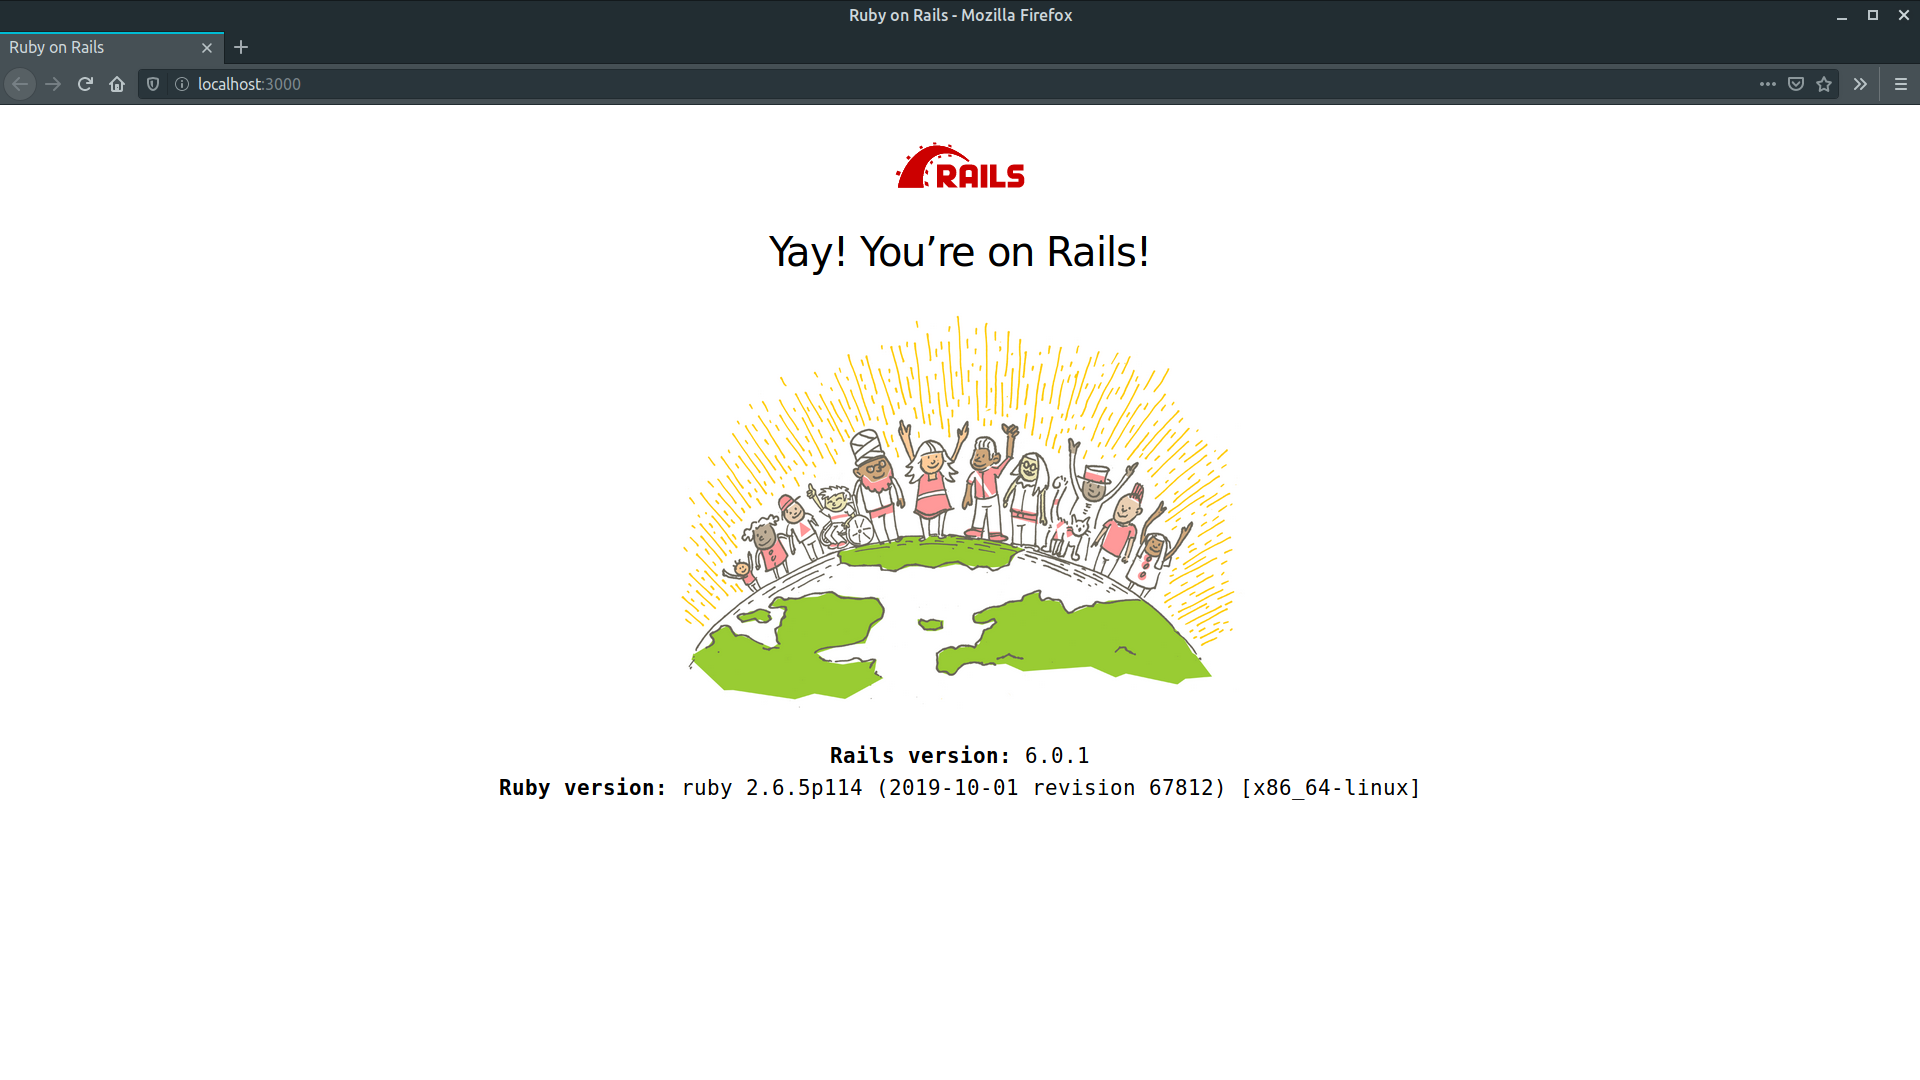 Ruby on Rails - Mozilla Firefox
Ruby on Rails
localhost:3000
RAILS
Yay! You’re on Rails!
Rails version: 6.0.1
Ruby version: ruby 2.6.5p114 (2019-10-01 revision 67812) [x86_64-linux]